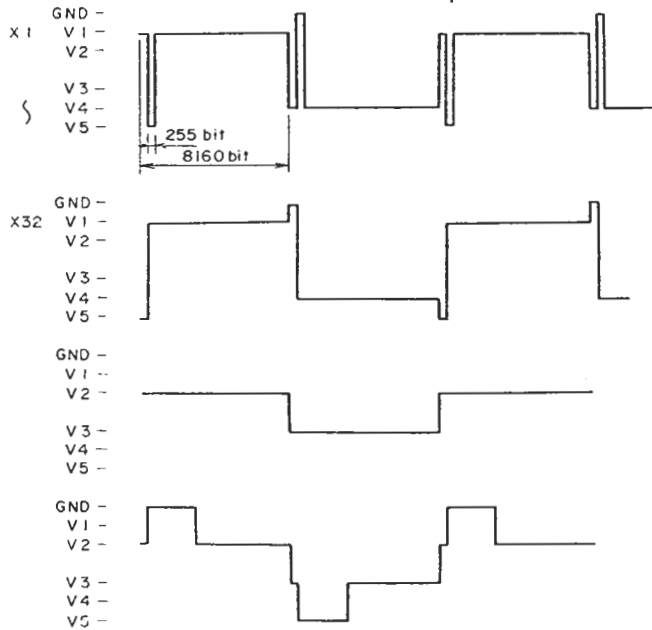 GND –
X1 V1 –
V2 –
V3 –
V4 –
V5 –
255 bit
8160 bit
GND –
X32 V1 –
V2 –
V3 –
V4 –
V5 –
GND –
V1 –
V2 –
V3 –
V4 –
V5 –
GND –
V1 –
V2 –
V3 –
V4 –
V5 –